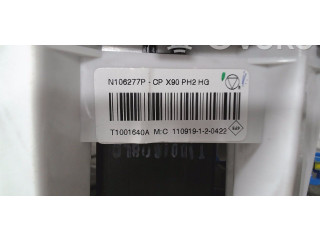 N106277P - CP X90 PH2 HG
T1001640A M:C 110919-1-2-0422